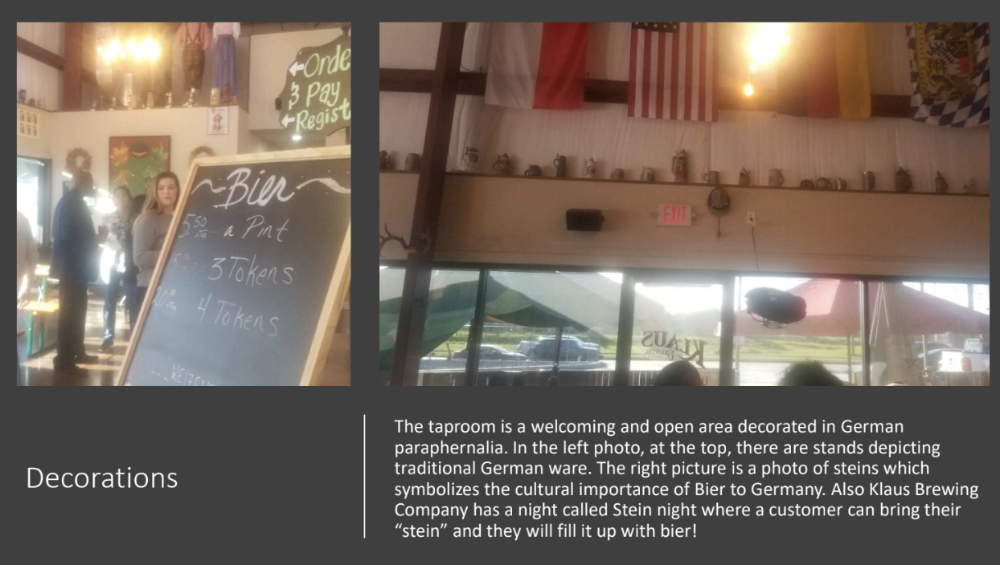 ←Orde
3 Pay
←Regist
~Bier~
5.50 a Pint
3 Tokens
4 Tokens
EXIT
KLAUS
BREWING
Decorations
The taproom is a welcoming and open area decorated in German
paraphernalia. In the left photo, at the top, there are stands depicting
traditional German ware. The right picture is a photo of steins which
symbolizes the cultural importance of Bier to Germany. Also Klaus Brewing
Company has a night called Stein night where a customer can bring their
“stein” and they will fill it up with bier!